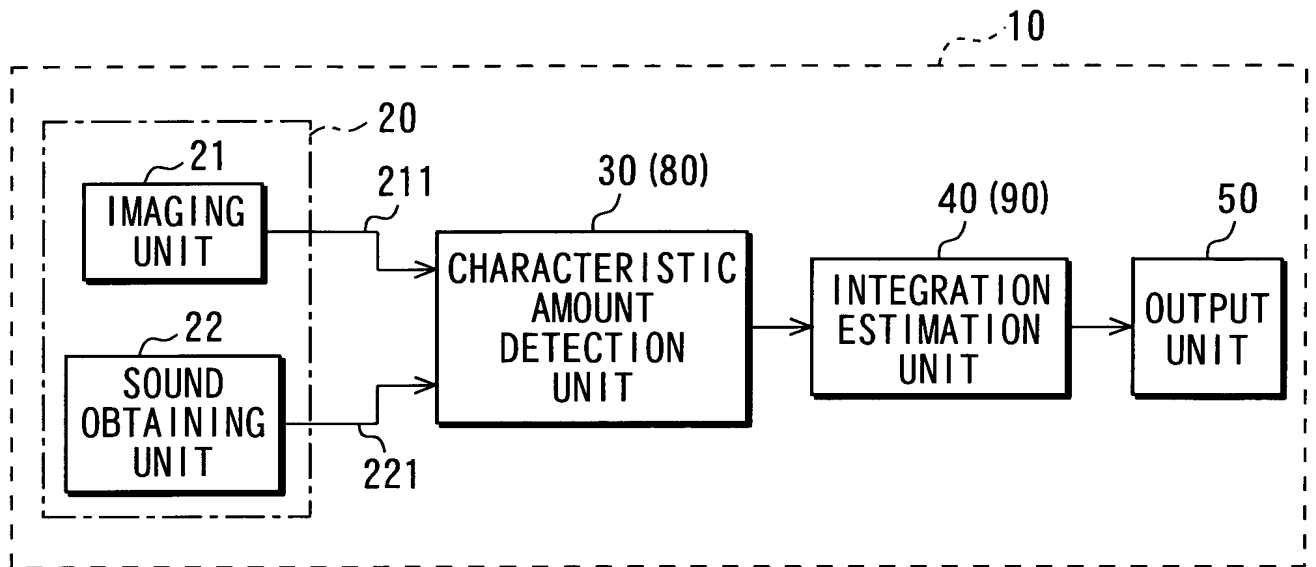 10
20
21
IMAGING
UNIT
211
22
SOUND
OBTAINING
UNIT
221
30 (80)
CHARACTERISTIC
AMOUNT
DETECTION
UNIT
40 (90)
INTEGRATION
ESTIMATION
UNIT
50
OUTPUT
UNIT